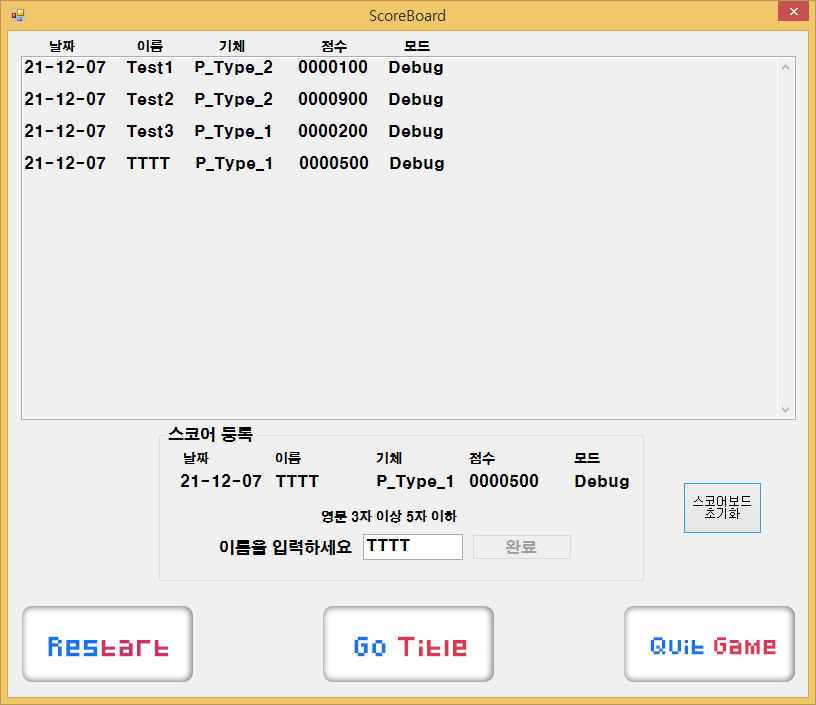 ScoreBoard
날짜 이름 기체 점수 모드
21-12-07 Test1 P_Type_2 0000100 Debug
21-12-07 Test2 P_Type_2 0000900 Debug
21-12-07 Test3 P_Type_1 0000200 Debug
21-12-07 TTTT P_Type_1 0000500 Debug
스코어 등록
날짜 이름 기체 점수 모드
21-12-07 TTTT P_Type_1 0000500 Debug
영문 3자 이상 5자 이하
이름을 입력하세요 TTTT 완료
스코어보드
초기화
Restart Go Title Quit Game